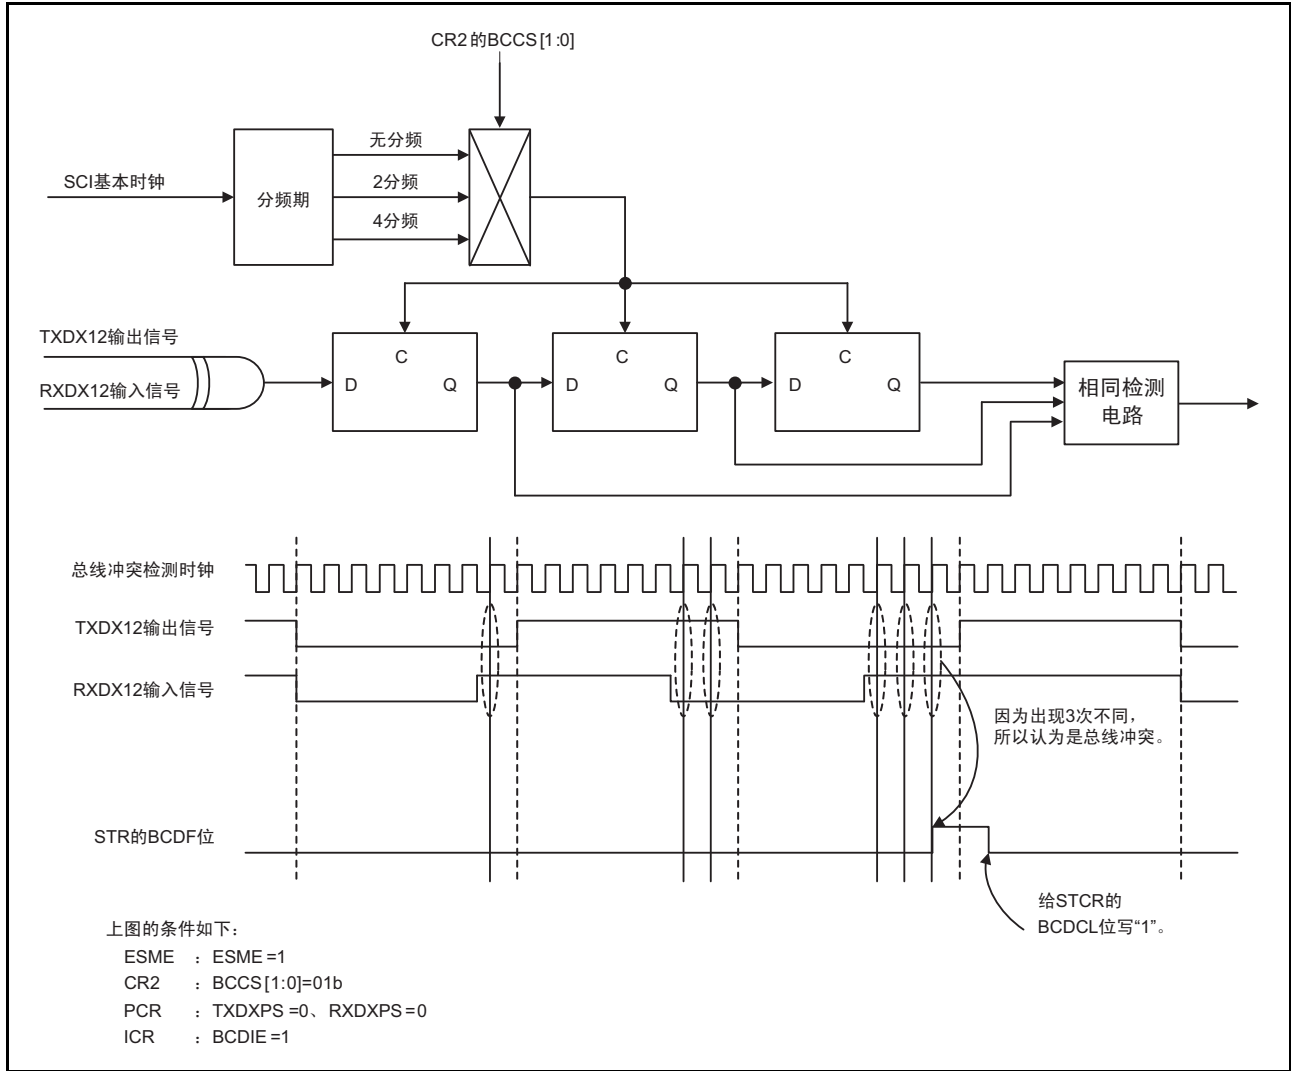 CR2的BCCS[1:0]
无分频
SCI基本时钟
分频期
2分频
4分频
TXDX12输出信号
RXDX12输入信号
C
D
Q
C
D
Q
C
D
Q
相同检测
电路
总线冲突检测时钟
TXDX12输出信号
RXDX12输入信号
因为出现3次不同，
所以认为是总线冲突。
STR的BCDF位
给STCR的
BCDCL位写“1”。
上图的条件如下：
ESME ：ESME=1
CR2 ：BCCS[1:0]=01b
PCR ：TXDXPS=0、RXDXPS=0
ICR ：BCDIE=1